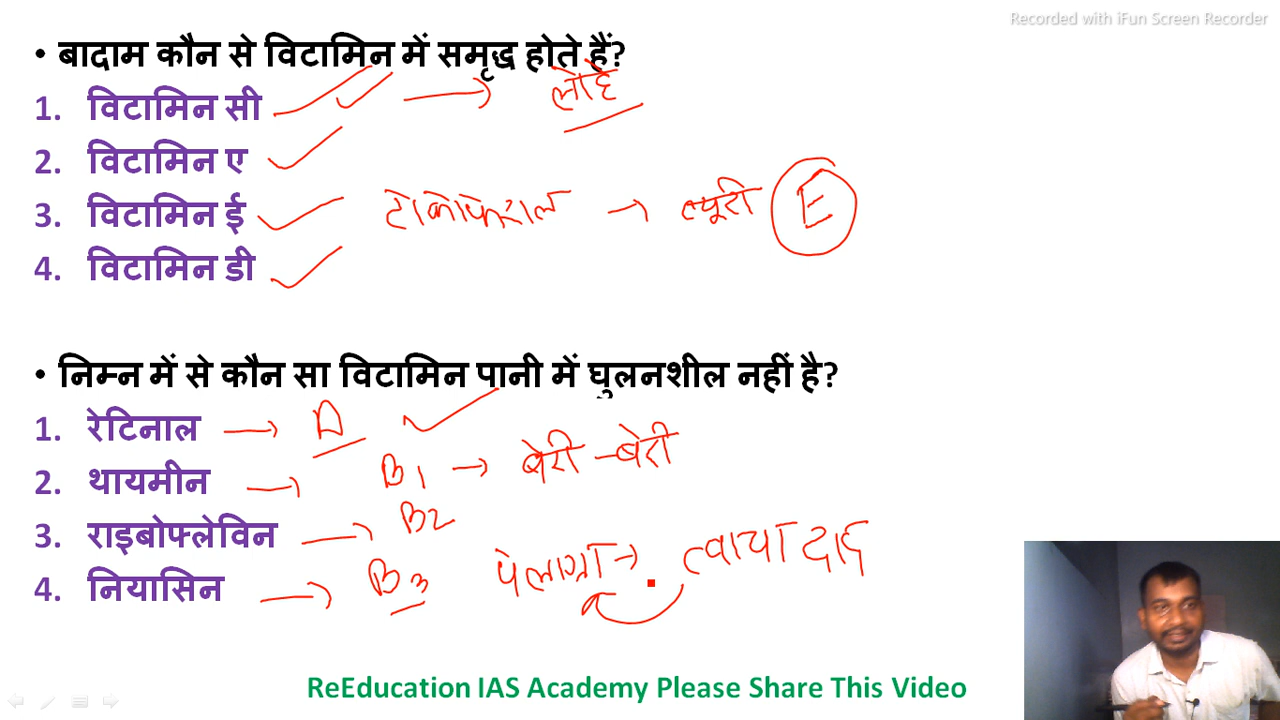 Recorded with iFun Screen Recorder
• बादाम कौन से विटामिन में समृद्ध होते हैं?
1. विटामिन सी → लोह
2. विटामिन ए
3. विटामिन ई टोकोफेराल → E
4. विटामिन डी
• निम्न में से कौन सा विटामिन पानी में घुलनशील नहीं है?
1. रेटिनाल → A
2. थायमीन → B1 → बेरी-बेरी
3. राइबोफ्लेविन → B2
4. नियासिन → B3 पेलाग्रा → त्वाचा दाद
ReEducation IAS Academy Please Share This Video